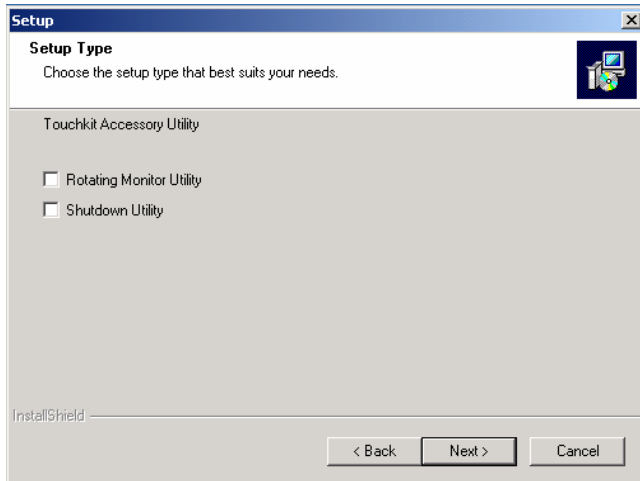 Setup
Setup Type
Choose the setup type that best suits your needs.
Touchkit Accessory Utility
Rotating Monitor Utility
Shutdown Utility
InstallShield
< Back Next > Cancel